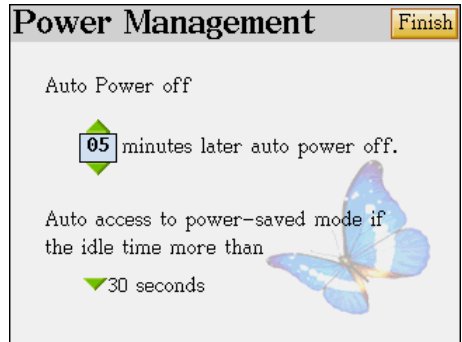 Power Management
Finish
Auto Power off
05 minutes later auto power off.
Auto access to power-saved mode if
the idle time more than
30 seconds